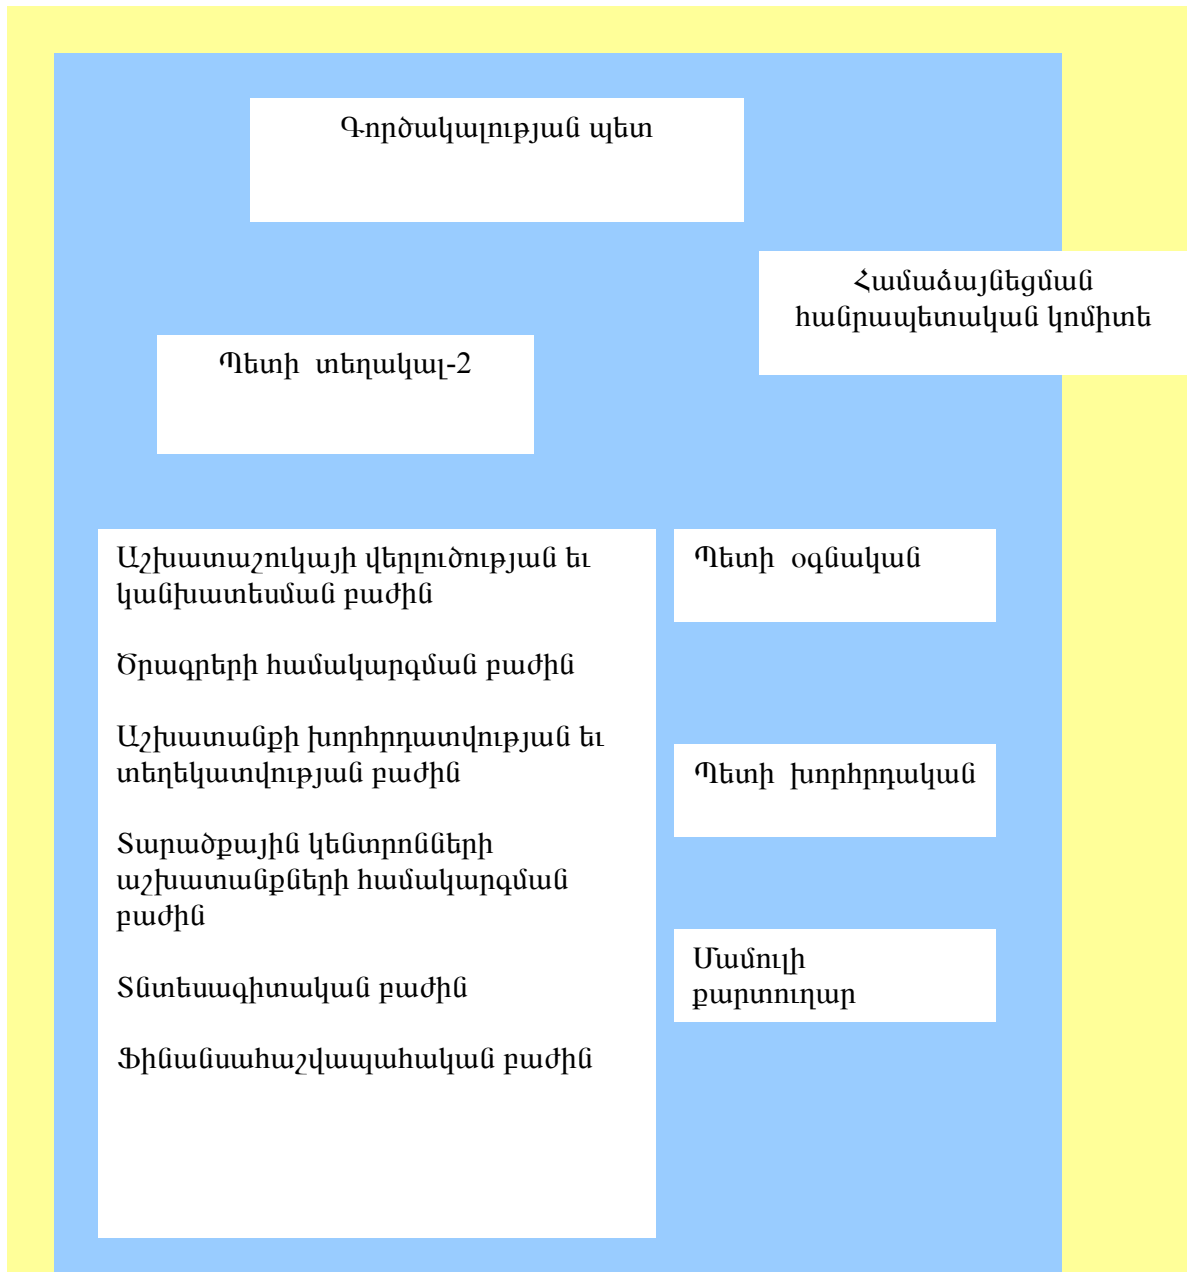 Գործակալության պետ
Համաձայնեցման
հանրապետական կոմիտե
Պետի տեղակալ-2
Աշխատաշուկայի վերլուծության եւ
կանխատեսման բաժին
Ծրագրերի համակարգման բաժին
Աշխատանքի խորհրդատվության եւ
տեղեկատվության բաժին
Տարածքային կենտրոնների
աշխատանքների համակարգման
բաժին
Տնտեսագիտական բաժին
Ֆինանսահաշվապահական բաժին
Պետի օգնական
Պետի խորհրդական
Մամուլի
քարտուղար